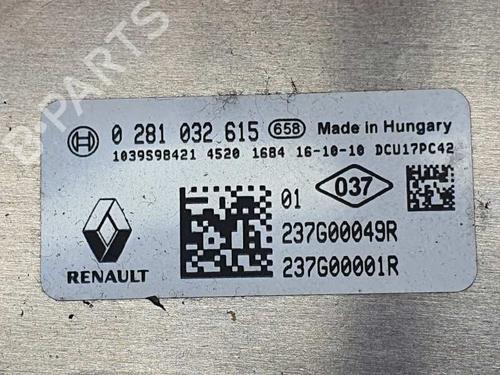 B-PARTS
0 281 032 615 658 Made in Hungary
1039S98421 4520 1684 16-10-10 DCU17PC42
01 037
237G00049R
RENAULT 237G00001R